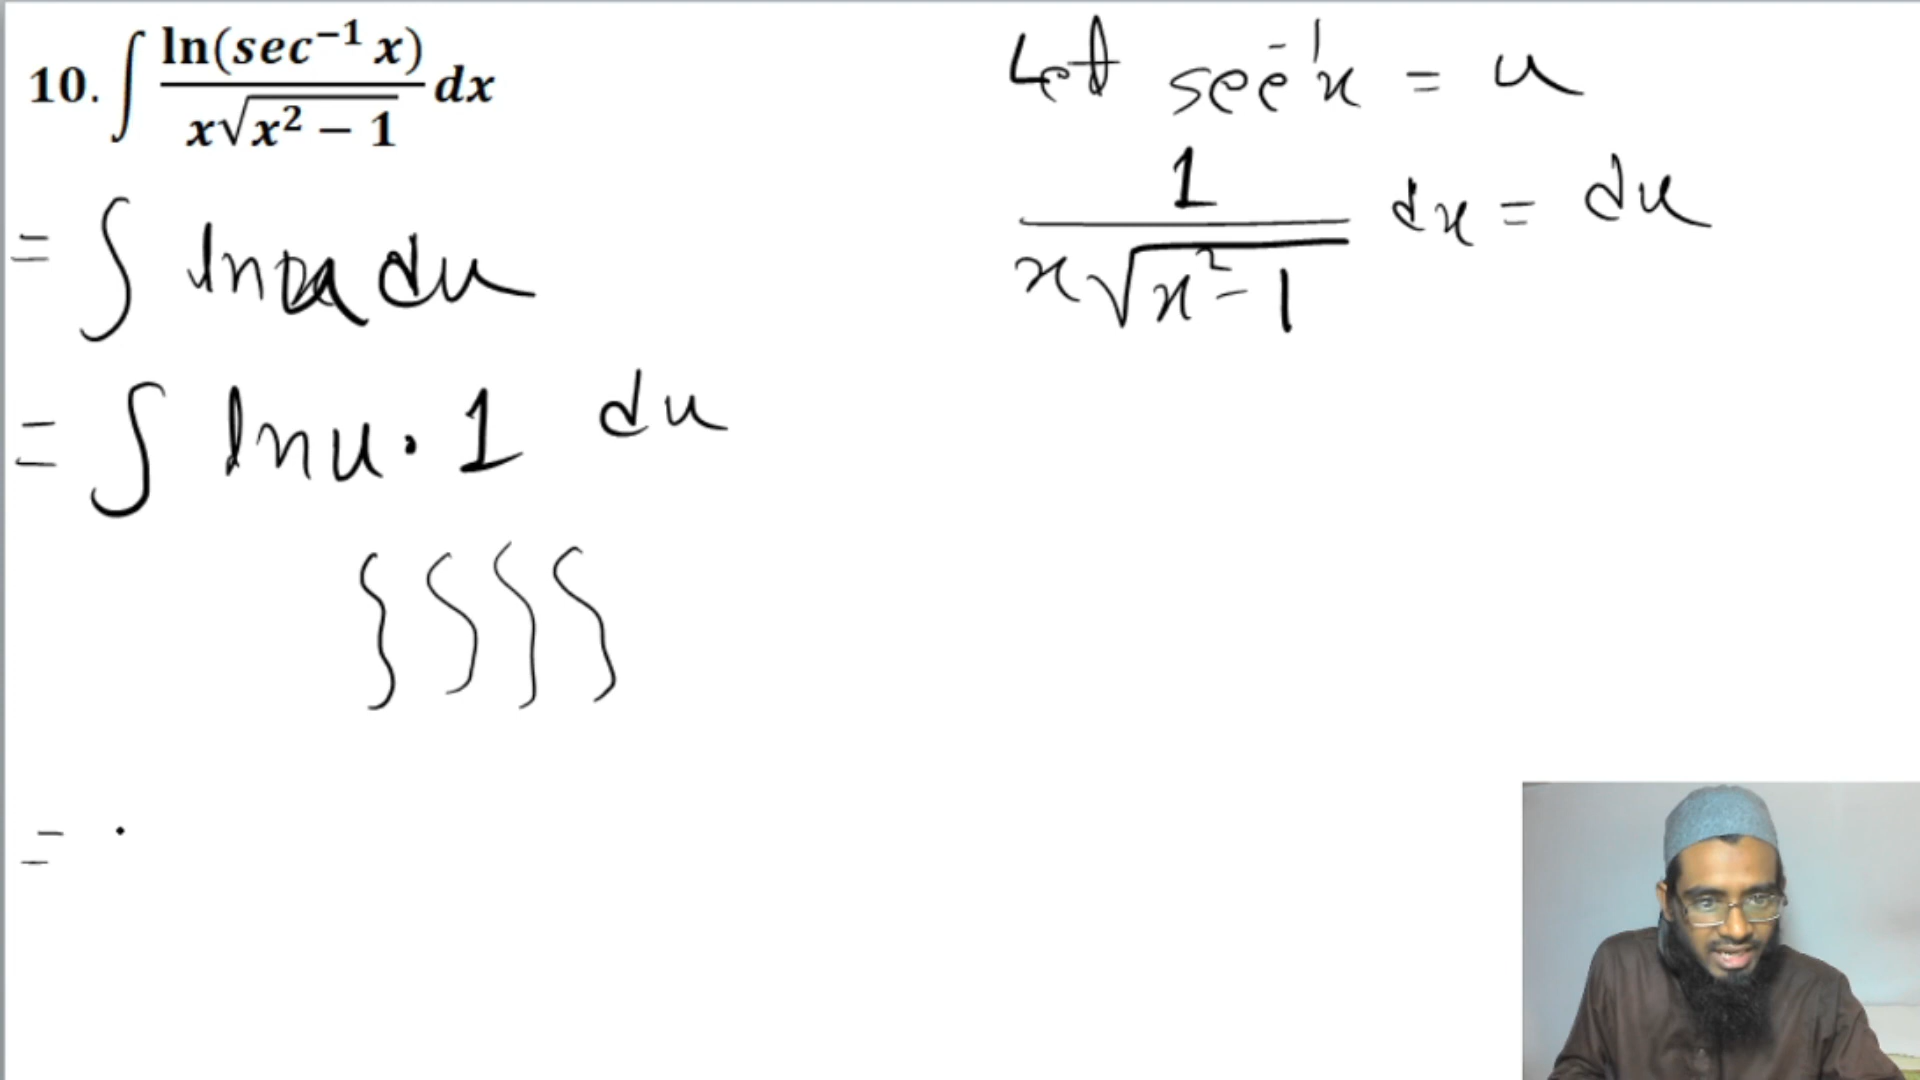 10. ∫ ln(sec⁻¹ x) / x√(x² − 1) dx
= ∫ ln u du
= ∫ ln u · 1 du
=
Let sec⁻¹x = u
1 / x√(x² − 1) dx = du